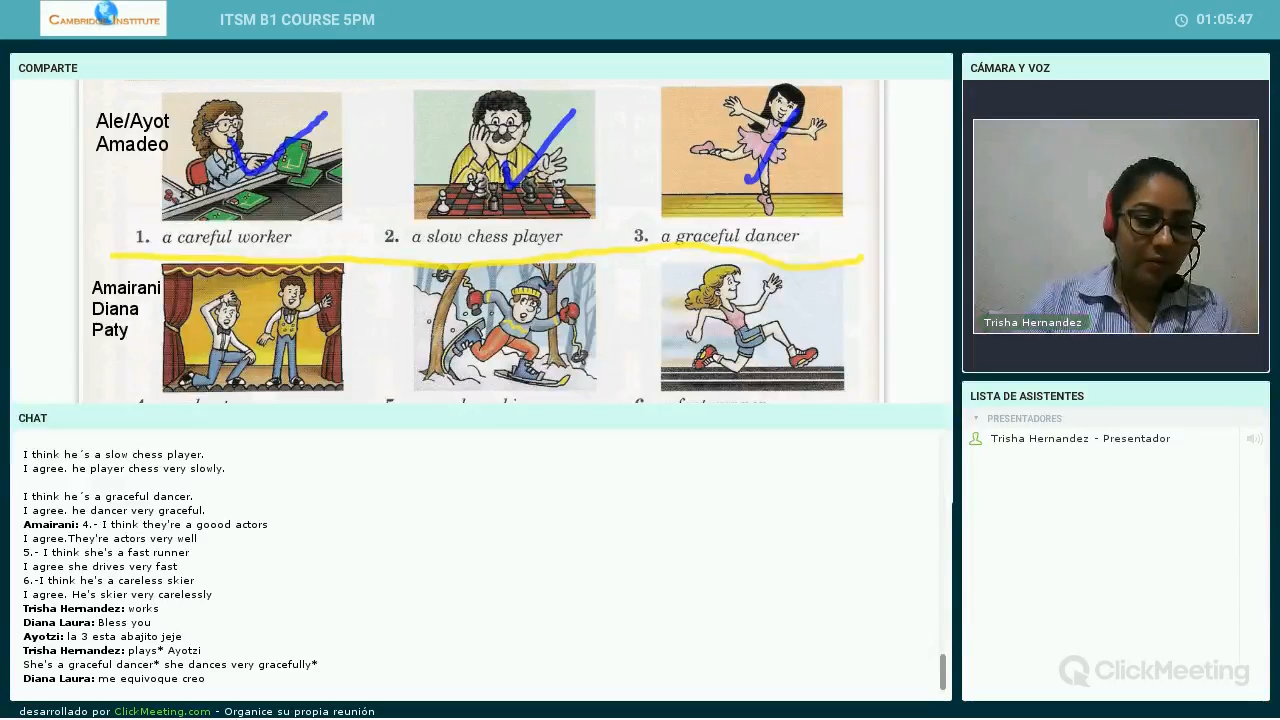 CAMBRIDGE INSTITUTE
ITSM B1 COURSE 5PM
01:05:47
COMPARTE
Ale/Ayot
Amadeo
1. a careful worker
2. a slow chess player
3. a graceful dancer
Amairani
Diana
Paty
CHAT
I think he´s a slow chess player.
I agree. he player chess very slowly.
I think he´s a graceful dancer.
I agree. he dancer very graceful.
Amairani: 4.- I think they're a goood actors
I agree.They're actors very well
5.- I think she's a fast runner
I agree she drives very fast
6.-I think he's a careless skier
I agree. He's skier very carelessly
Trisha Hernandez: works
Diana Laura: Bless you
Ayotzi: la 3 esta abajito jeje
Trisha Hernandez: plays* Ayotzi
She's a graceful dancer* she dances very gracefully*
Diana Laura: me equivoque creo
CÁMARA Y VOZ
Trisha Hernandez
LISTA DE ASISTENTES
PRESENTADORES
Trisha Hernandez - Presentador
ClickMeeting
desarrollado por ClickMeeting.com - Organice su propia reunión